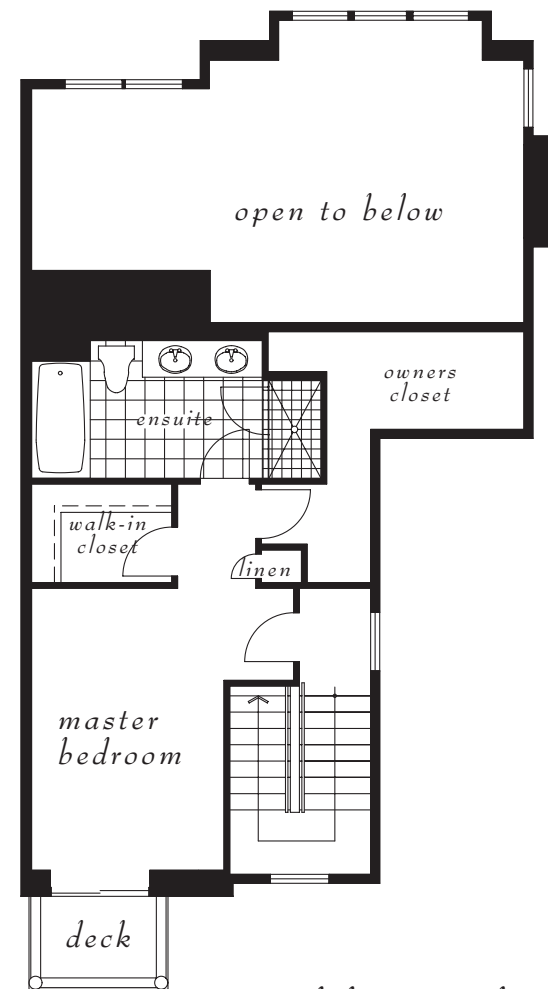 open to below
owners
closet
ensuite
walk-in
closet
linen
master
bedroom
deck